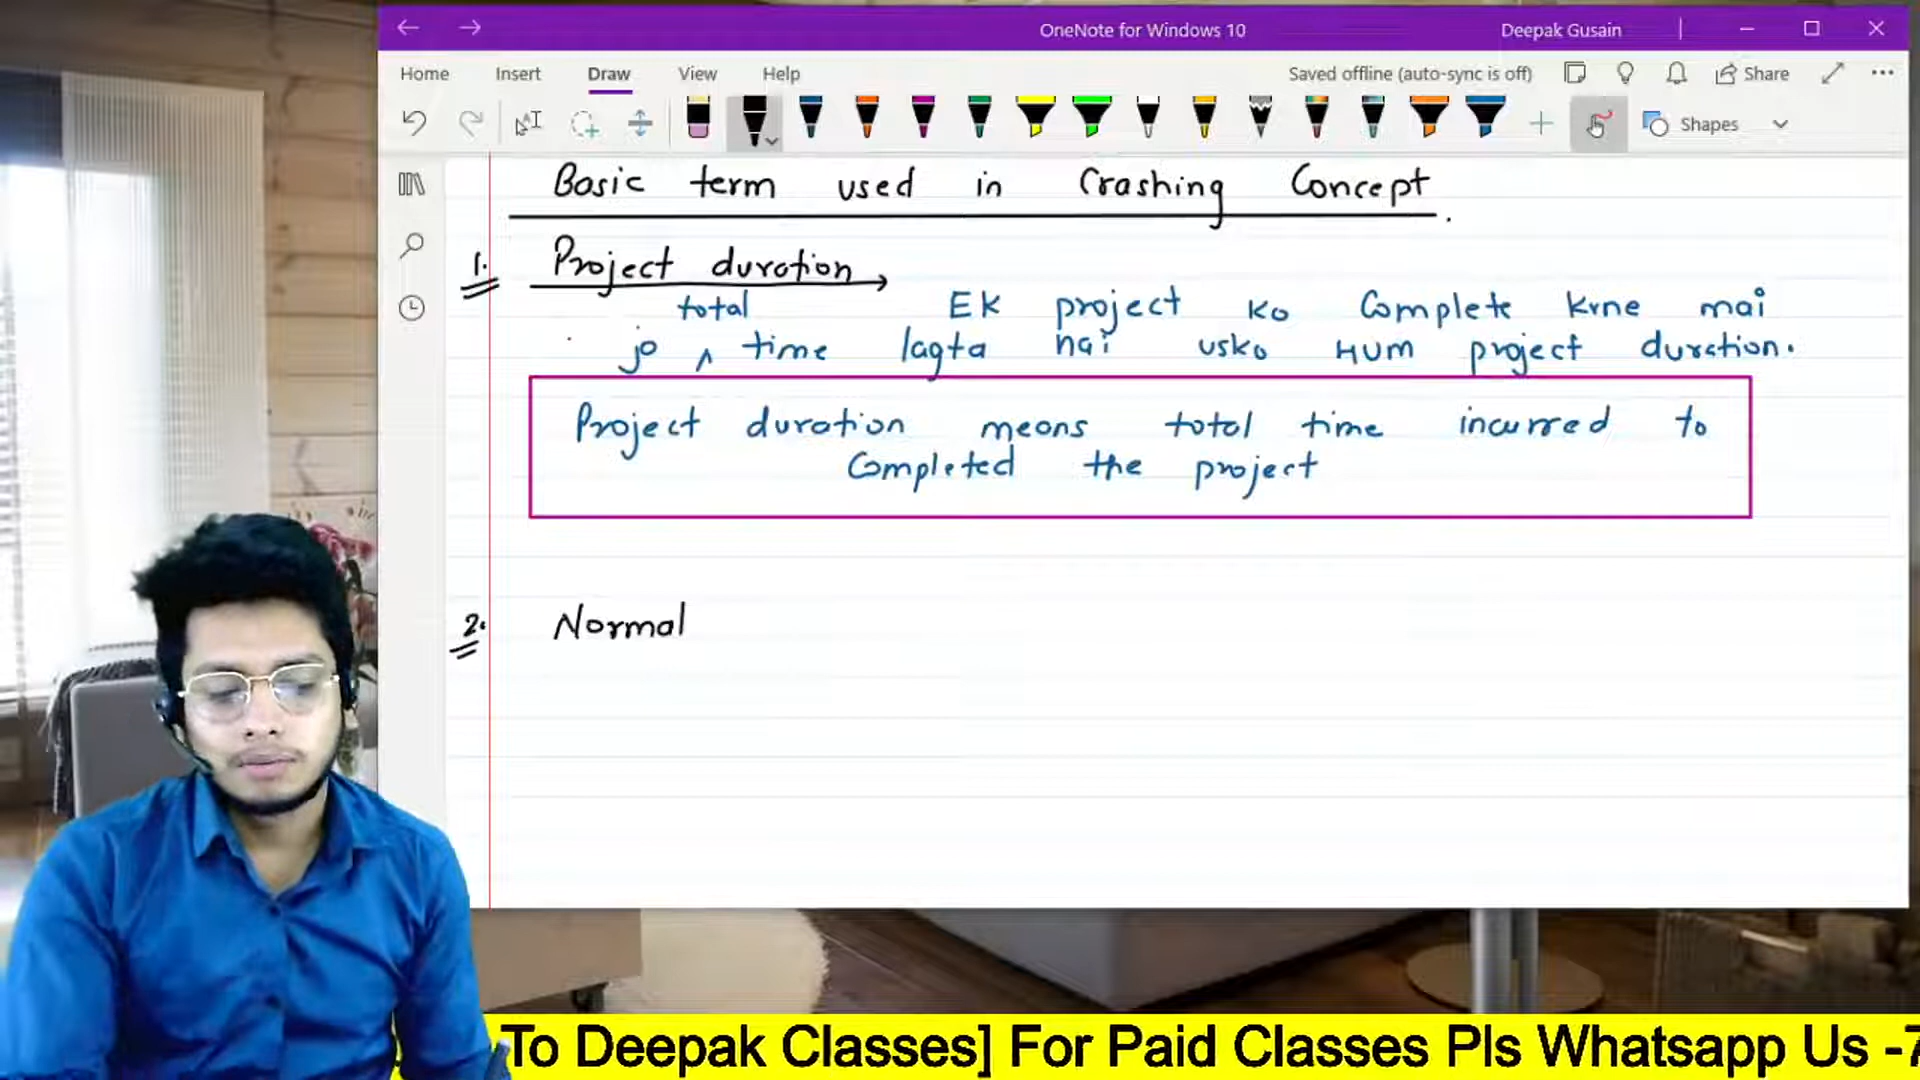 OneNote for Windows 10
Deepak Gusain
Home Insert Draw View Help
Saved offline (auto-sync is off)
Share
Shapes
Basic term used in Crashing Concept.
1. Project duration
Ek project ko Complete krne mai
total
jo ^ time lagta hai usko HUM project duration.
Project duration means total time incurred to
Completed the project
2. Normal
To Deepak Classes] For Paid Classes Pls Whatsapp Us -7